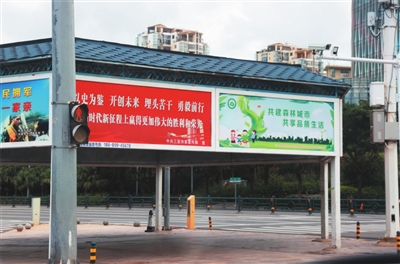 民拥军
一家亲
以史为鉴 开创未来 埋头苦干 勇毅前行
时代新征程上赢得更加伟大的胜利和荣光
共建森林城市
共享品质生活